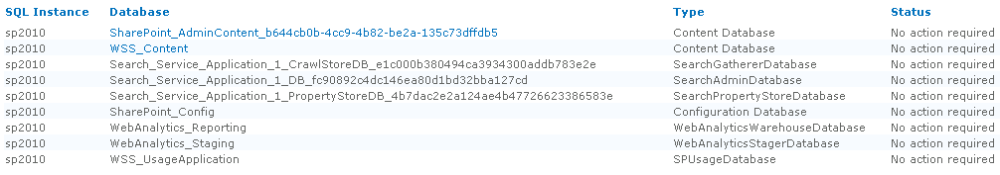 SQL Instance Database Type Status
sp2010 SharePoint_AdminContent_b644cb0b-4cc9-4b82-be2a-135c73dffdb5 Content Database No action required
sp2010 WSS_Content Content Database No action required
sp2010 Search_Service_Application_1_CrawlStoreDB_e1c000b380494ca3934300addb783e2e SearchGathererDatabase No action required
sp2010 Search_Service_Application_1_DB_fc90892c4dc146ea80d1bd32bba127cd SearchAdminDatabase No action required
sp2010 Search_Service_Application_1_PropertyStoreDB_4b7dac2e2a124ae4b47726623386583e SearchPropertyStoreDatabase No action required
sp2010 SharePoint_Config Configuration Database No action required
sp2010 WebAnalytics_Reporting WebAnalyticsWarehouseDatabase No action required
sp2010 WebAnalytics_Staging WebAnalyticsStagerDatabase No action required
sp2010 WSS_UsageApplication SPUsageDatabase No action required